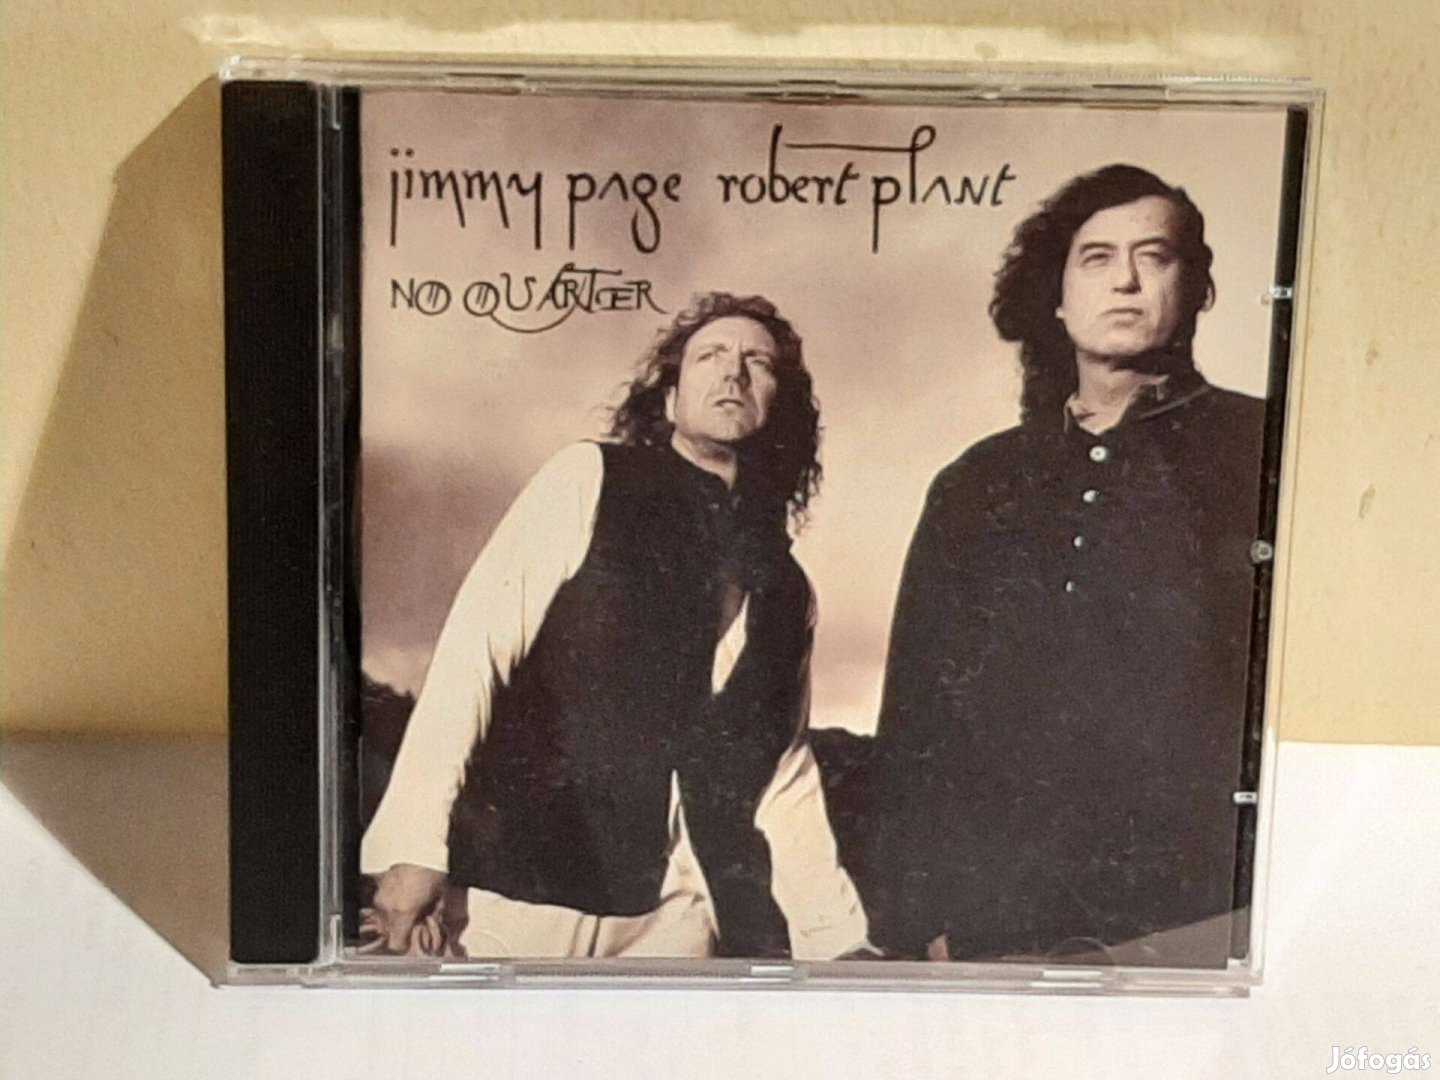 jimmy page robert plant
NO QUARTER
Jófogás